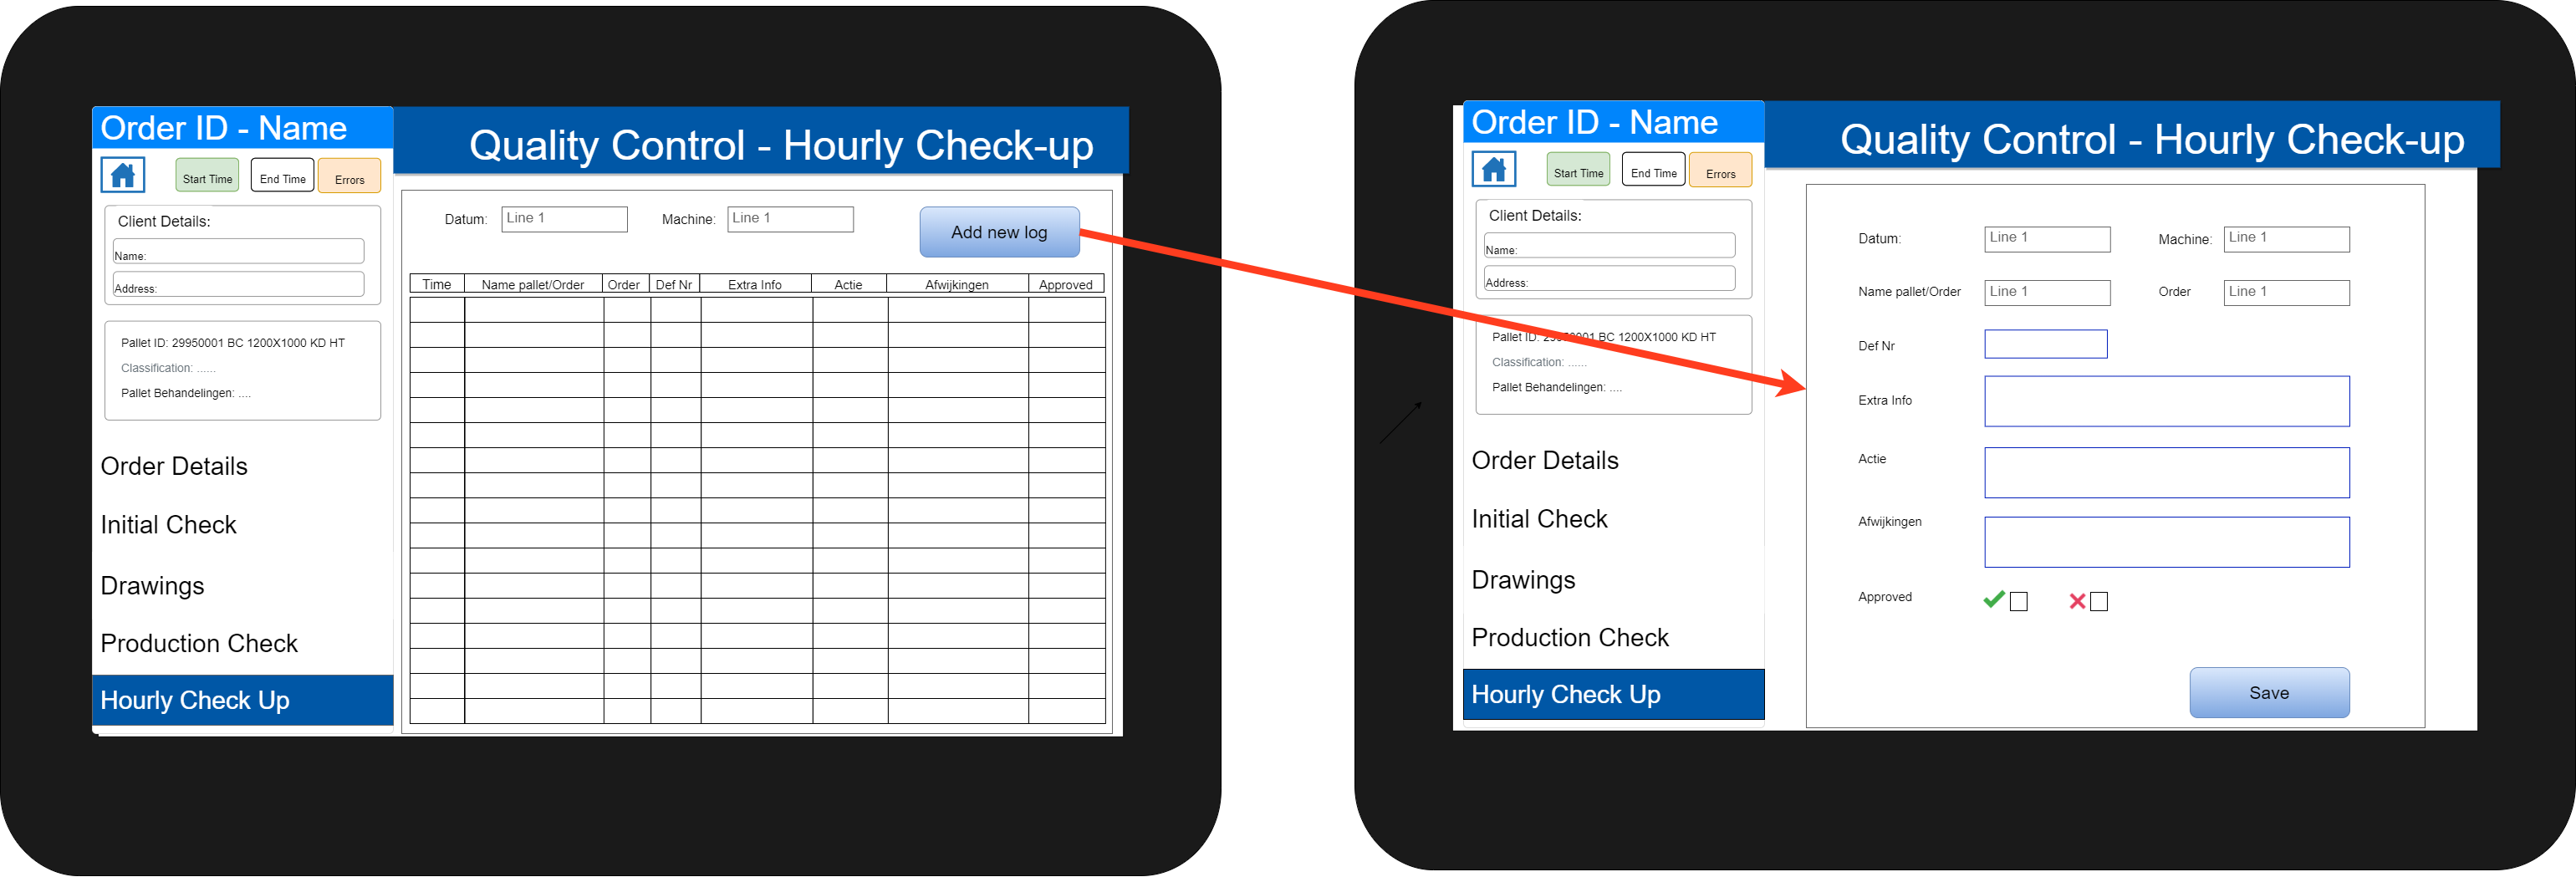 Order ID - Name
Quality Control - Hourly Check-up
Start Time
End Time
Errors
Client Details:
Name:
Address:
Pallet ID: 29950001 BC 1200X1000 KD HT
Classification: ......
Pallet Behandelingen: ....
Order Details
Initial Check
Drawings
Production Check
Hourly Check Up
Datum: Line 1 Machine: Line 1
Add new log
Time Name pallet/Order Order Def Nr Extra Info Actie Afwijkingen Approved
Order ID - Name
Quality Control - Hourly Check-up
Start Time
End Time
Errors
Client Details:
Name:
Address:
Pallet ID: 29950001 BC 1200X1000 KD HT
Classification: ......
Pallet Behandelingen: ....
Order Details
Initial Check
Drawings
Production Check
Hourly Check Up
Datum: Line 1 Machine: Line 1
Name pallet/Order Line 1 Order Line 1
Def Nr
Extra Info
Actie
Afwijkingen
Approved
Save